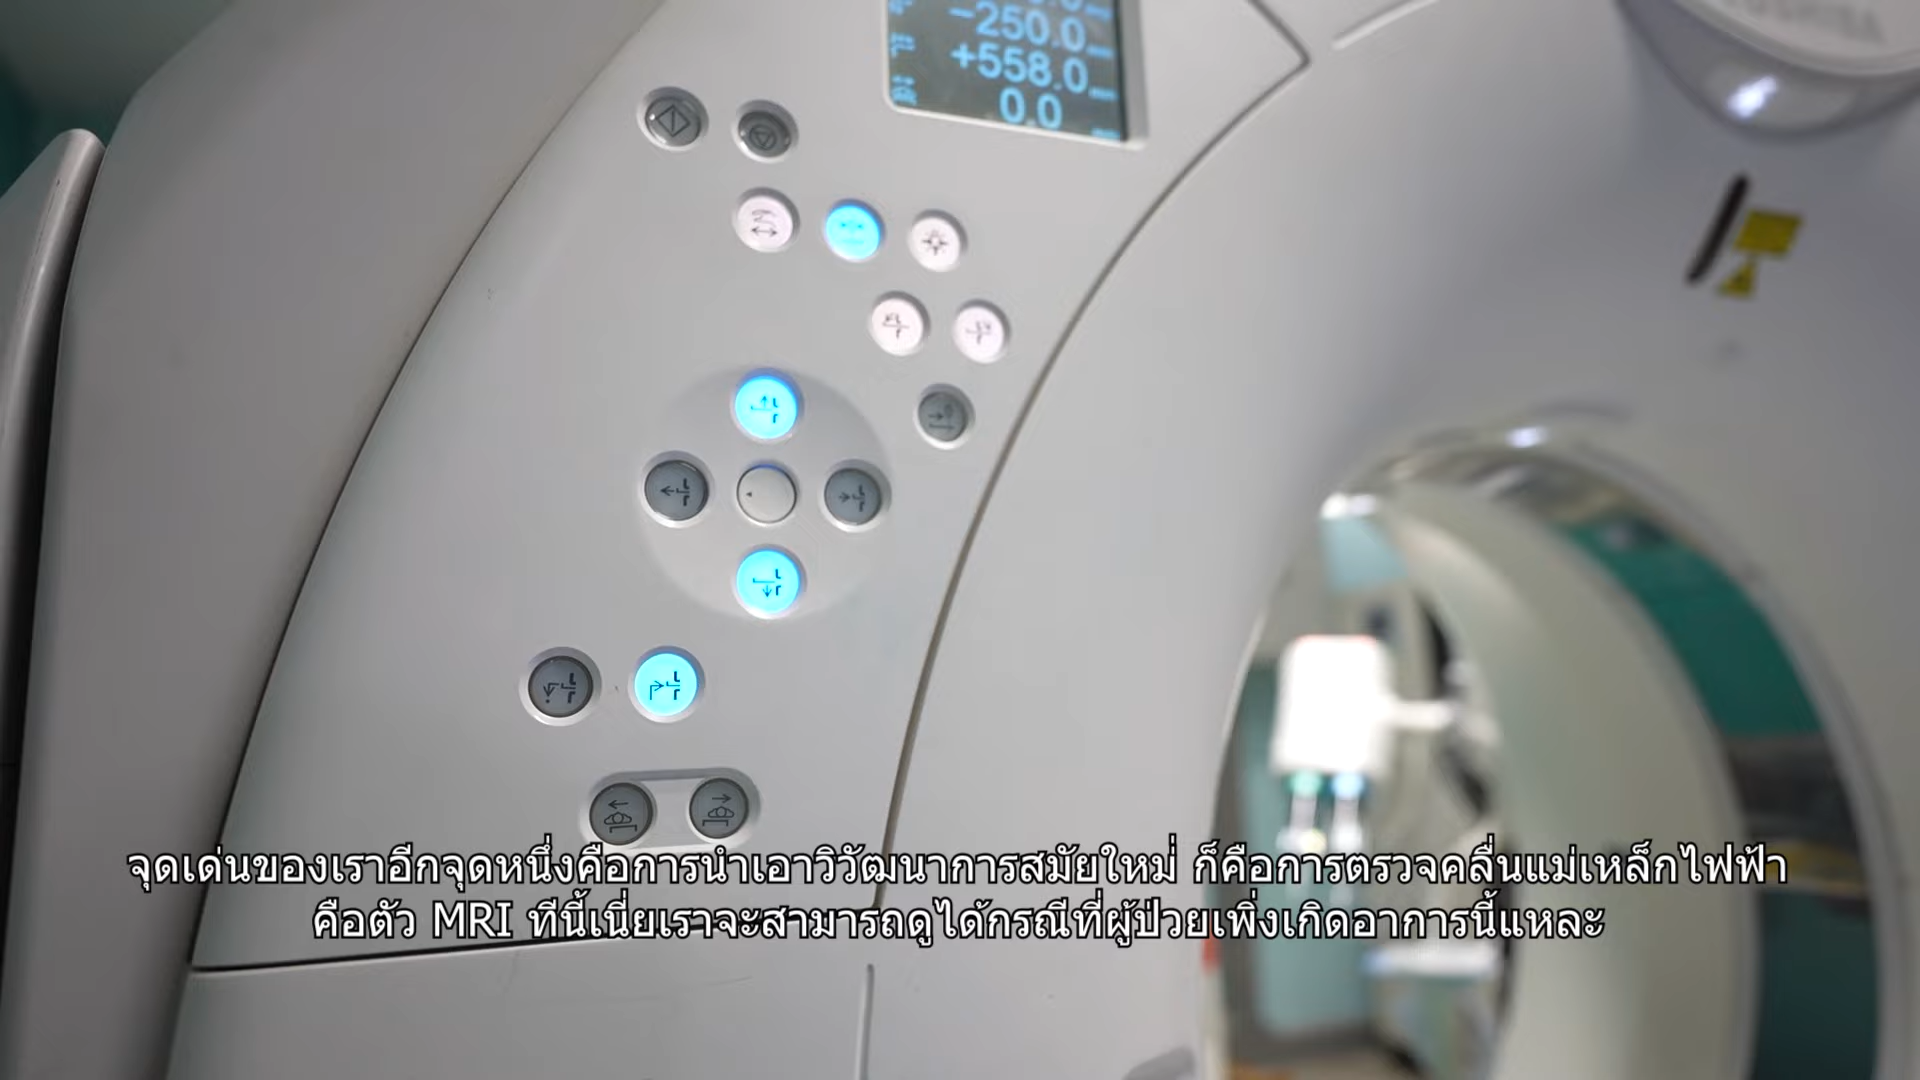 -250.0
+558.0
0.0
TOSHIBA
จุดเด่นของเราอีกจุดหนึ่งคือการนำเอาวิวัฒนาการสมัยใหม่ ก็คือการตรวจคลื่นแม่เหล็กไฟฟ้า
คือตัว MRI ทีนี้เนี่ยเราจะสามารถดูได้กรณีที่ผู้ป่วยเพิ่งเกิดอาการนี้แหละ